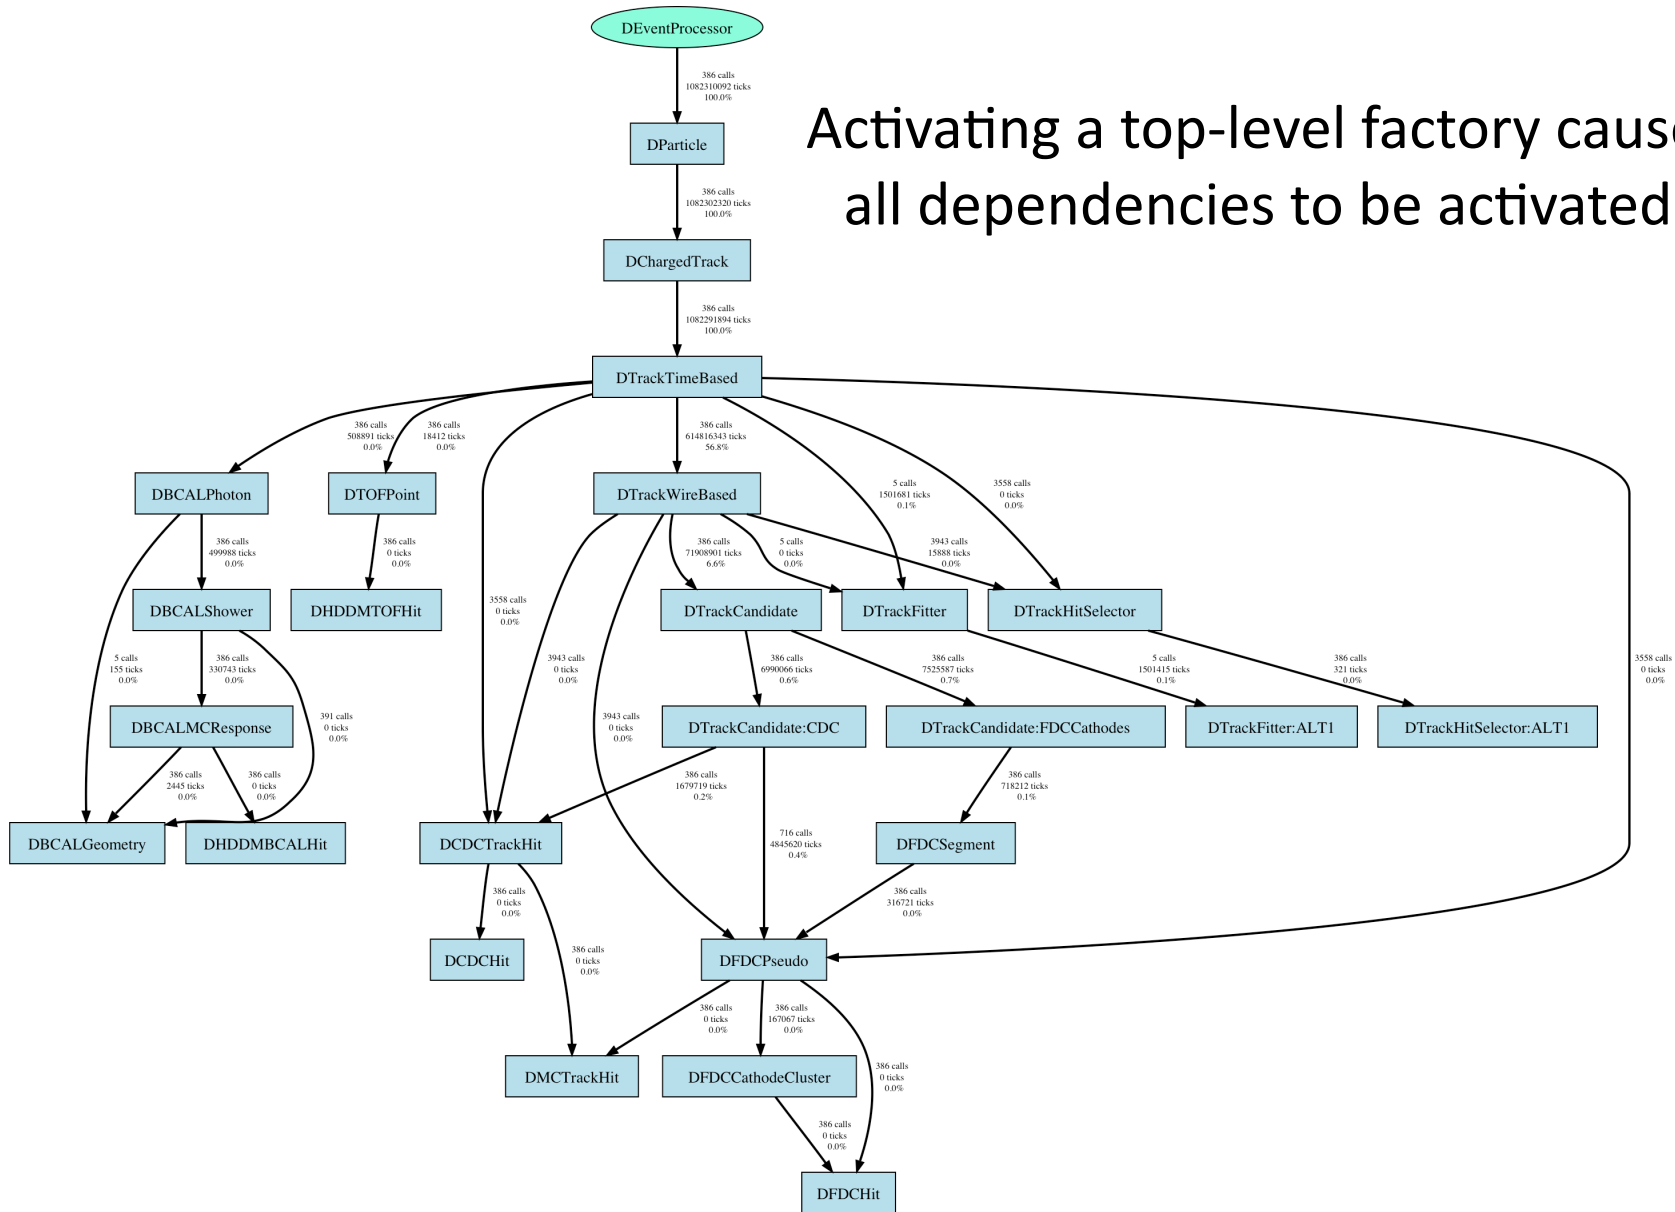 DEventProcessor
386 calls
1082310092 ticks
100.0%
Activating a top-level factory cause
all dependencies to be activated
DParticle
386 calls
1082302320 ticks
100.0%
DChargedTrack
386 calls
1082291894 ticks
100.0%
DTrackTimeBased
386 calls
508891 ticks
0.0%
386 calls
18412 ticks
0.0%
386 calls
614816343 ticks
56.8%
5 calls
1501681 ticks
0.1%
3558 calls
0 ticks
0.0%
DBCALPhoton
DTOFPoint
DTrackWireBased
386 calls
499988 ticks
0.0%
386 calls
0 ticks
0.0%
386 calls
71908901 ticks
6.6%
5 calls
0 ticks
0.0%
3943 calls
15888 ticks
0.0%
DBCALShower
DHDDMTOFHit
3558 calls
0 ticks
0.0%
DTrackCandidate
DTrackFitter
DTrackHitSelector
5 calls
155 ticks
0.0%
386 calls
330743 ticks
0.0%
3943 calls
0 ticks
0.0%
386 calls
6990066 ticks
0.6%
386 calls
7525587 ticks
0.7%
5 calls
1501415 ticks
0.1%
386 calls
321 ticks
0.0%
3558 calls
0 ticks
0.0%
DBCALMCResponse
391 calls
0 ticks
0.0%
3943 calls
0 ticks
0.0%
DTrackCandidate:CDC
DTrackCandidate:FDCCathodes
DTrackFitter:ALT1
DTrackHitSelector:ALT1
386 calls
2445 ticks
0.0%
386 calls
0 ticks
0.0%
386 calls
1679719 ticks
0.2%
386 calls
718212 ticks
0.1%
DBCALGeometry
DHDDMBCALHit
DCDCTrackHit
716 calls
4845620 ticks
0.4%
DFDCSegment
386 calls
0 ticks
0.0%
386 calls
316721 ticks
0.0%
DCDCHit
386 calls
0 ticks
0.0%
DFDCPseudo
386 calls
0 ticks
0.0%
386 calls
167067 ticks
0.0%
386 calls
0 ticks
0.0%
DMCTrackHit
DFDCCathodeCluster
386 calls
0 ticks
0.0%
DFDCHit